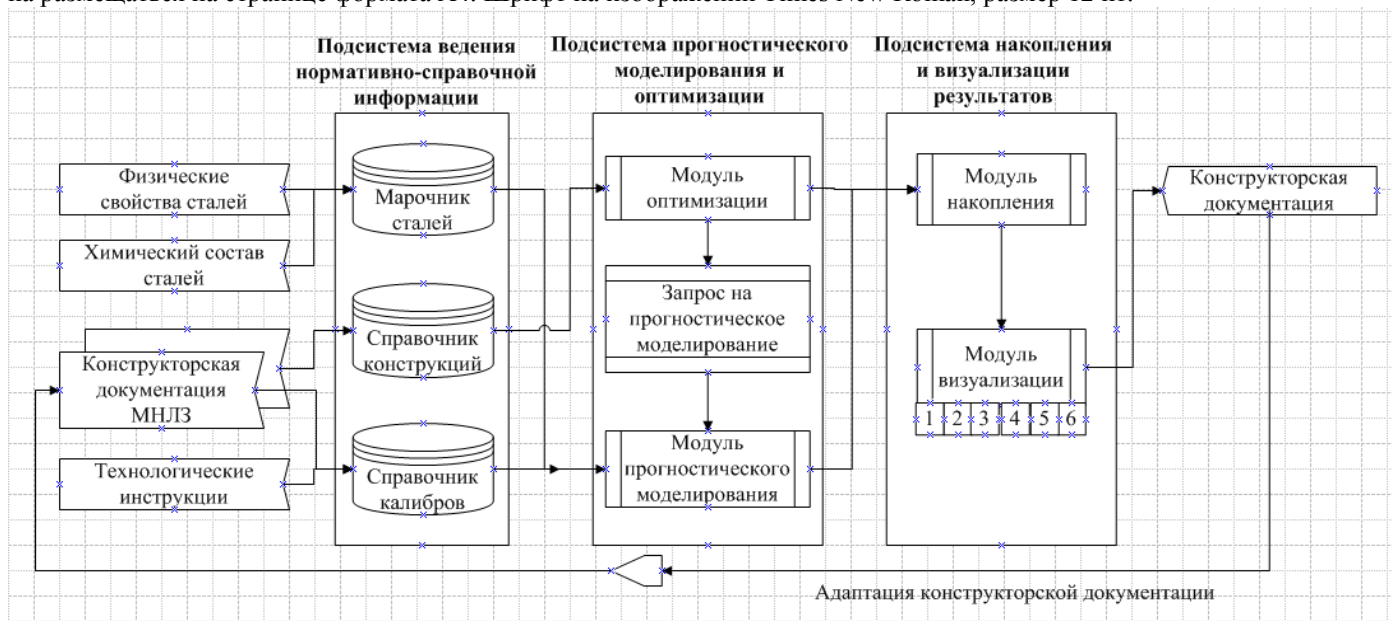 на размещаться на странице формата А4. Шрифт на изображении Times New Roman, размер 12 пт.
Подсистема ведения
нормативно-справочной
информации
Подсистема прогностического
моделирования и
оптимизации
Подсистема накопления
и визуализации
результатов
Физические
свойства сталей
Химический состав
сталей
Конструкторская
документация
МНЛЗ
Технологические
инструкции
Марочник
сталей
Справочник
конструкций
Справочник
калибров
Модуль
оптимизации
Запрос на
прогностическое
моделирование
Модуль
прогностического
моделирования
Модуль
накопления
Модуль
визуализации
1 2 3 4 5 6
Конструкторская
документация
Адаптация конструкторской документации